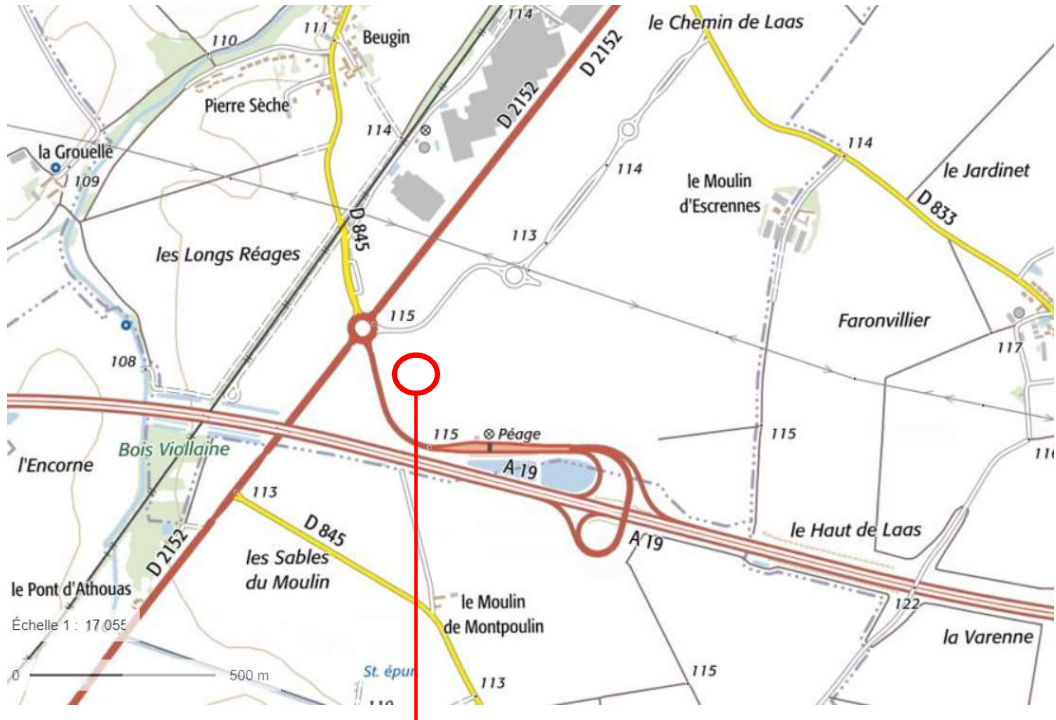 114
le Chemin de Laas
111
Beugin
110
D 2152
Pierre Sèche
D 2152
114
la Grouelle
109
114
114
le Jardinet
le Moulin
d'Escrennes
D 833
D 845
113
les Longs Réages
115
Faronvillier
117
108
115
Péage
115
116
Bois Viollaine
l'Encorne
A 19
113
D 845
le Haut de Laas
A 19
les Sables
du Moulin
D 2152
le Pont d'Athouas
le Moulin
de Montpoulin
122
Échelle 1 : 17 055
la Varenne
0
500 m
St. épur
115
113
110